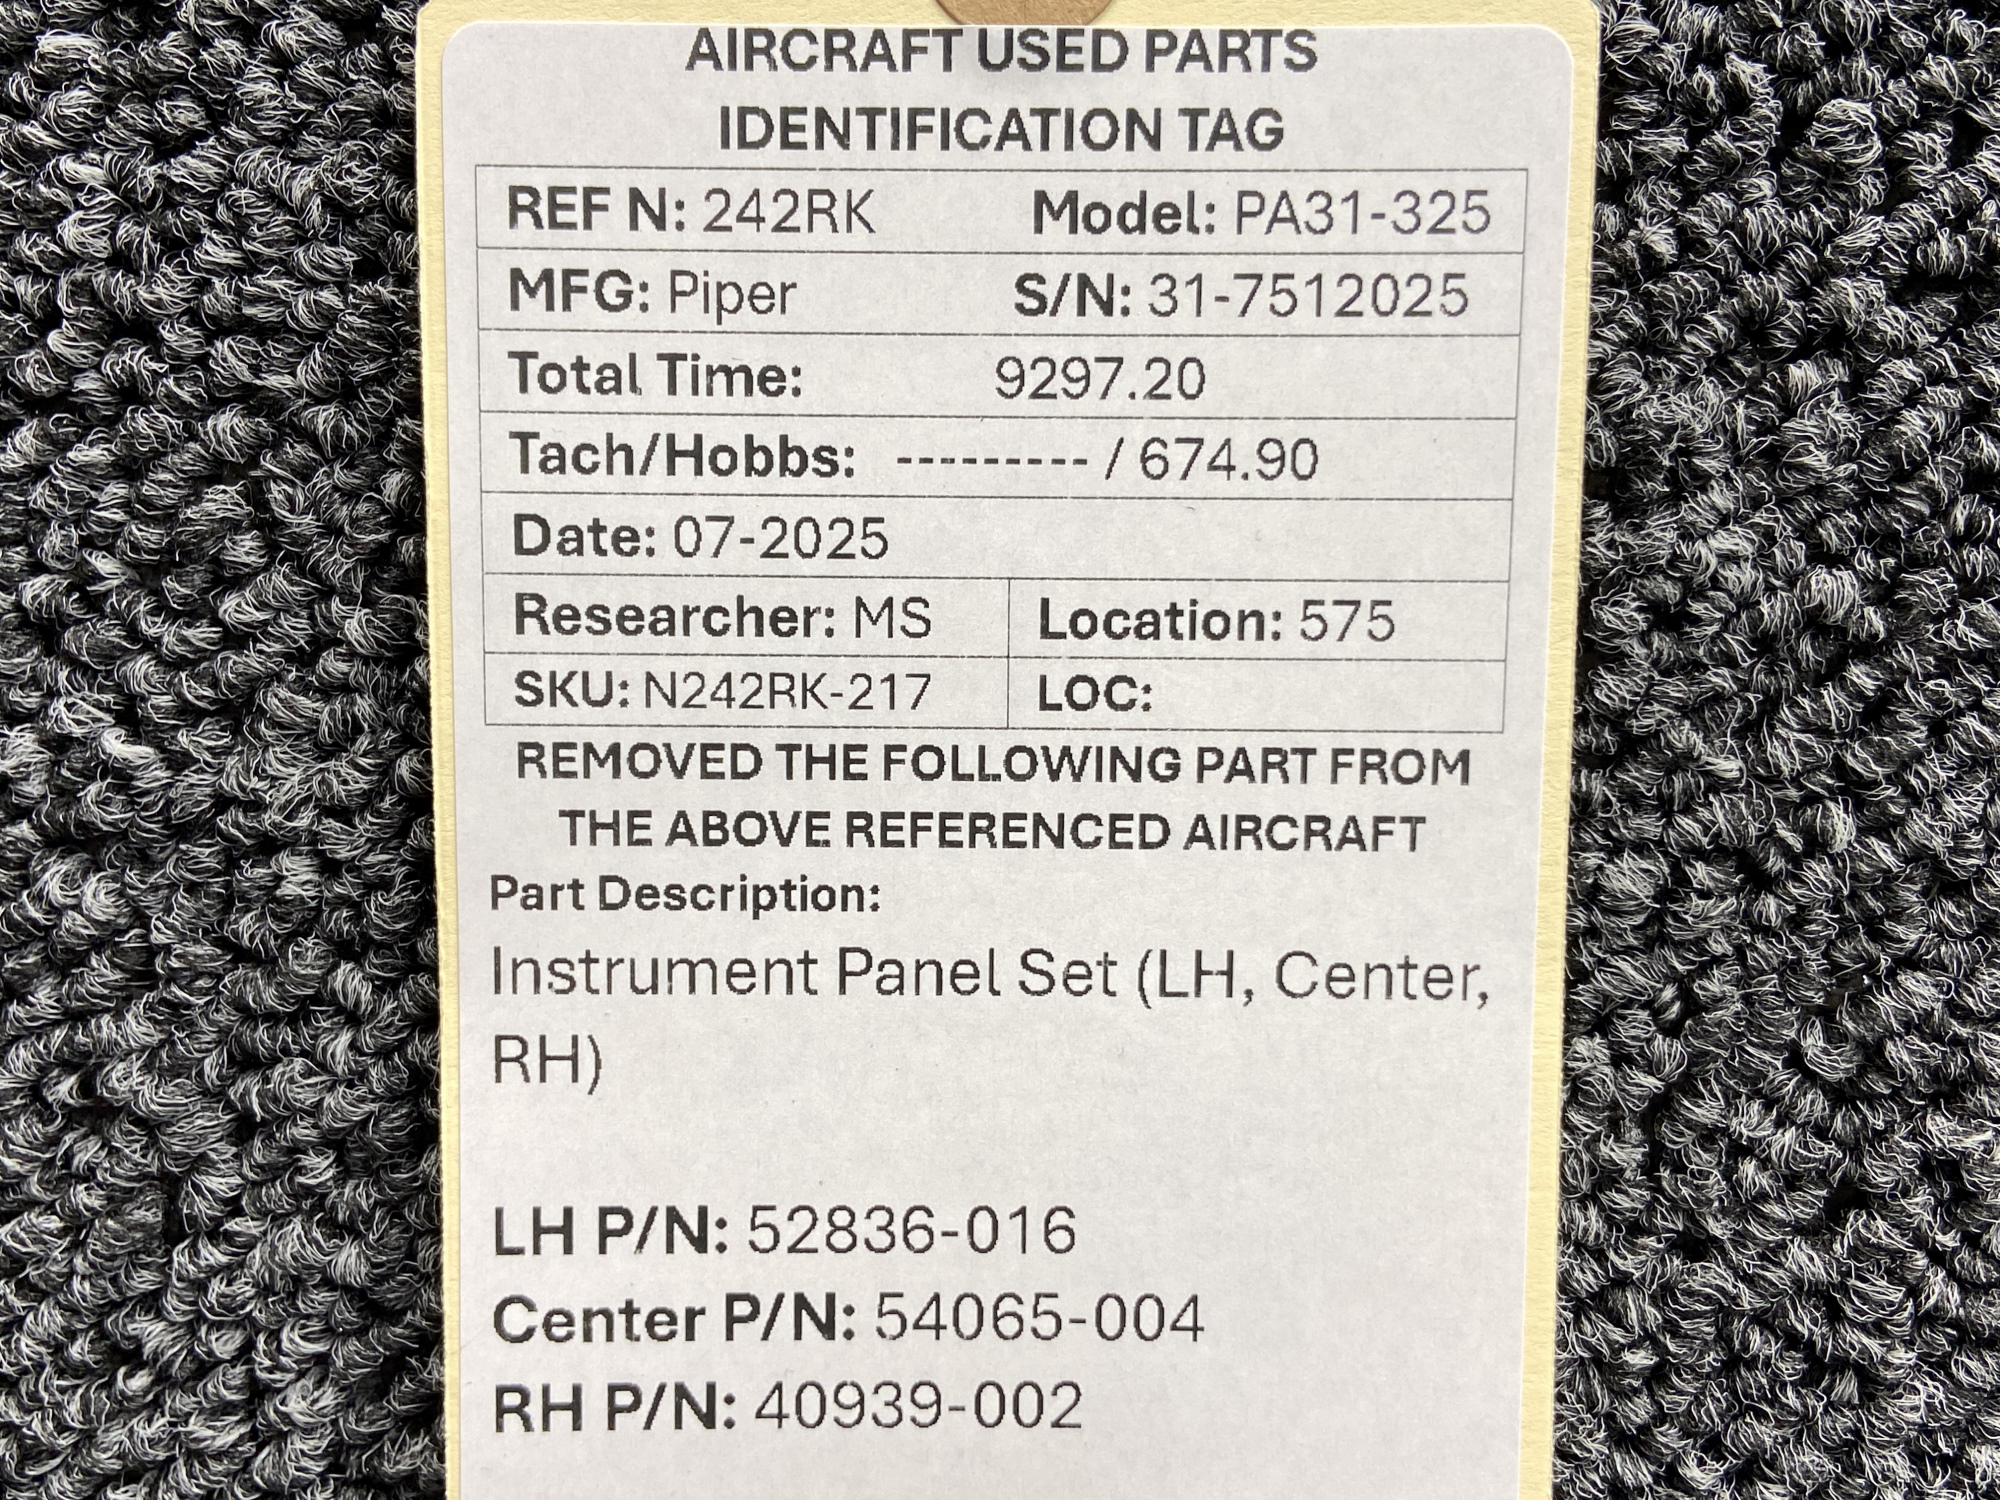 AIRCRAFT USED PARTS
IDENTIFICATION TAG
REF N: 242RK Model: PA31-325
MFG: Piper S/N: 31-7512025
Total Time: 9297.20
Tach/Hobbs: --------- / 674.90
Date: 07-2025
Researcher: MS Location: 575
SKU: N242RK-217 LOC:
REMOVED THE FOLLOWING PART FROM
THE ABOVE REFERENCED AIRCRAFT
Part Description:
Instrument Panel Set (LH, Center,
RH)
LH P/N: 52836-016
Center P/N: 54065-004
RH P/N: 40939-002